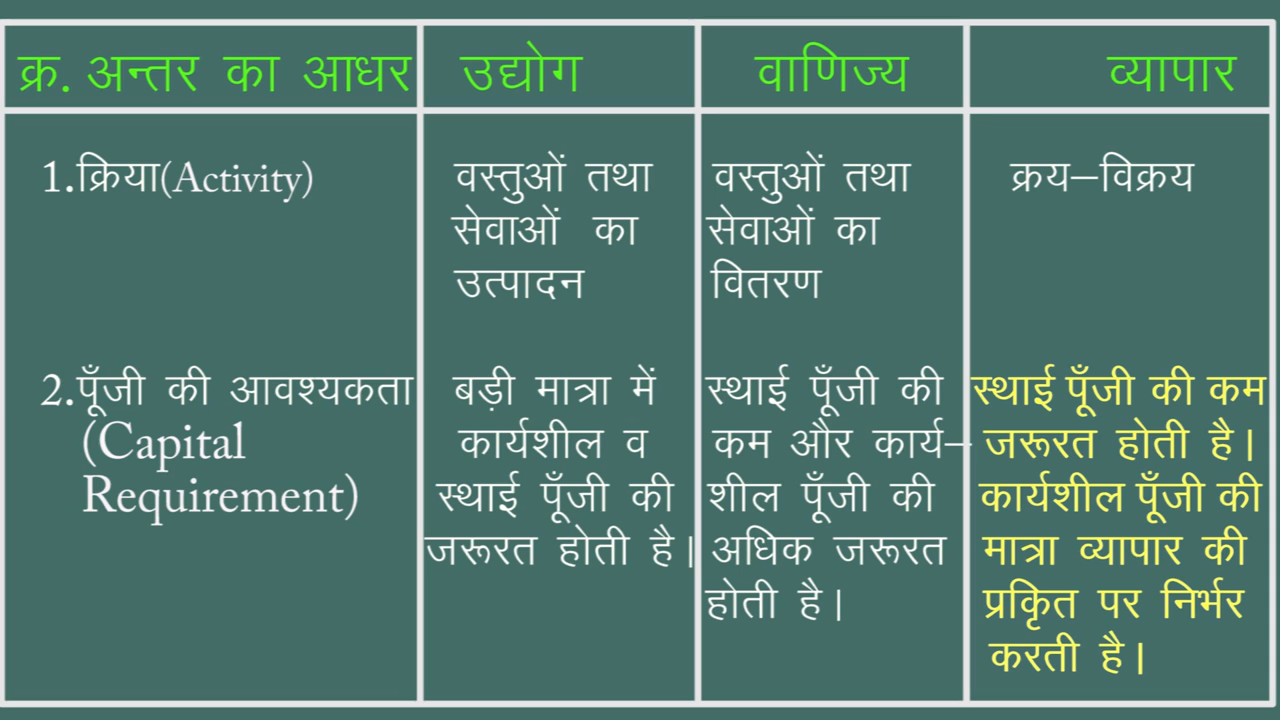 क्र. अन्तर का आधर
उद्योग
वाणिज्य
व्यापार
1.क्रिया(Activity)
वस्तुओं तथा
सेवाओं का
उत्पादन
वस्तुओं तथा
सेवाओं का
वितरण
क्रय–विक्रय
2.पूँजी की आवश्यकता
(Capital
Requirement)
बड़ी मात्रा में
कार्यशील व
स्थाई पूँजी की
जरूरत होती है।
स्थाई पूँजी की
कम और कार्य–
शील पूँजी की
अधिक जरूरत
होती है।
स्थाई पूँजी की कम
जरूरत होती है।
कार्यशील पूँजी की
मात्रा व्यापार की
प्रकिृत पर निर्भर
करती है।